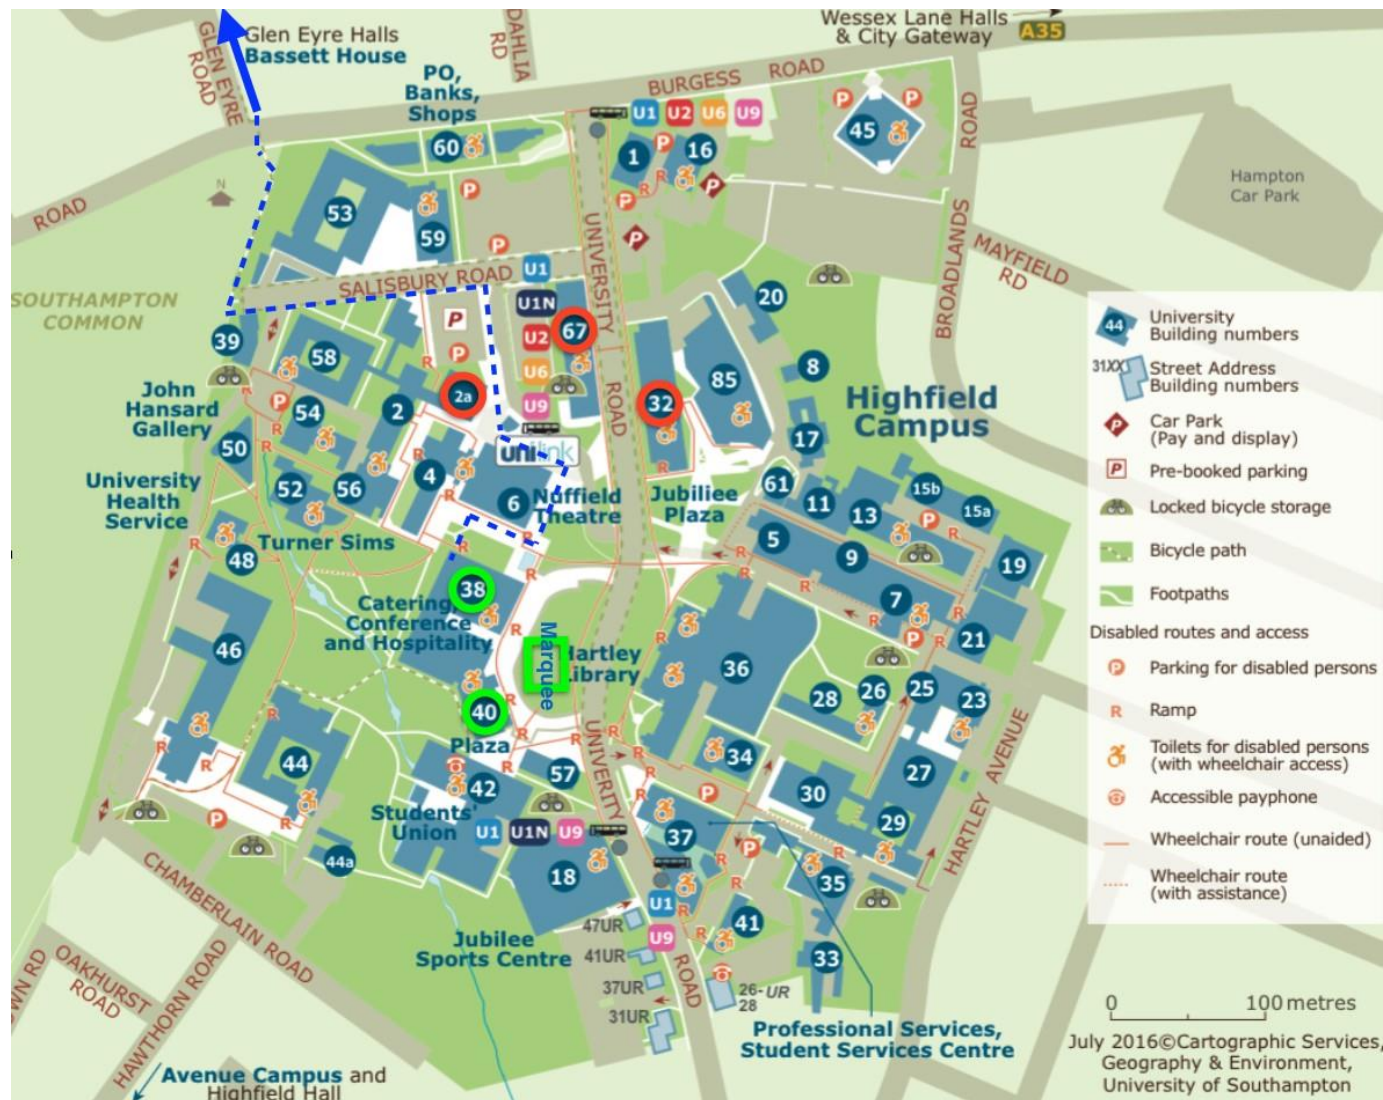 Wessex Lane Halls
& City Gateway
A35
Glen Eyre Halls
Bassett House
GLEN EYRE
ROAD
DAHLIA
RD
BURGESS ROAD
PO,
Banks,
Shops
U1 U2 U6 U9
60
1
16
45
ROAD
N
53
59
P
UNIVERSITY
ROAD
BROADLANDS
ROAD
Hampton
Car Park
MAYFIELD
RD
SALISBURY ROAD
U1
U1N
U2
U6
U9
SOUTHAMPTON
COMMON
39
58
P
67
20
8
John
Hansard
Gallery
54
2
2a
32
85
17
Highfield
Campus
50
4
unilink
University
Health
Service
52
56
6
Nuffield
Theatre
Jubiliee
Plaza
61
11
13
15b
15a
Turner Sims
48
5
9
7
19
21
38
Catering,
Conference
and Hospitality
Marquee
Hartley
Library
46
36
28
26
25
23
40
Plaza
44
42
57
34
30
27
29
Students'
Union
U1 U1N U9
UNIVERITY
ROAD
37
44a
18
35
U1
U9
41
33
47UR
41UR
37UR
31UR
26-UR
28
Jubilee
Sports Centre
CHAMBERLAIN ROAD
OAKHURST
ROAD
HAWTHORN ROAD
OWN RD
HARTLEY AVENUE
Professional Services,
Student Services Centre
Avenue Campus and
Highfield Hall
44
University
Building numbers
31XX
Street Address
Building numbers
P
Car Park
(Pay and display)
P
Pre-booked parking
Locked bicycle storage
Bicycle path
Footpaths
Disabled routes and access
P
Parking for disabled persons
R
Ramp
Toilets for disabled persons
(with wheelchair access)
Accessible payphone
Wheelchair route (unaided)
Wheelchair route
(with assistance)
0 100 metres
July 2016©Cartographic Services,
Geography & Environment,
University of Southampton